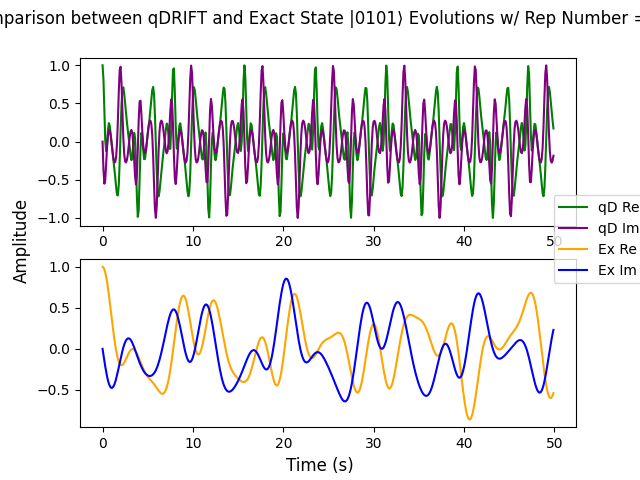 parison between qDRIFT and Exact State |0101⟩ Evolutions w/ Rep Number =
1.0
0.5
0.0
−0.5
−1.0
0 10 20 30 40 50
qD Re
qD Im
Ex Re
Ex Im
Amplitude
1.0
0.5
0.0
−0.5
0 10 20 30 40 50
Time (s)